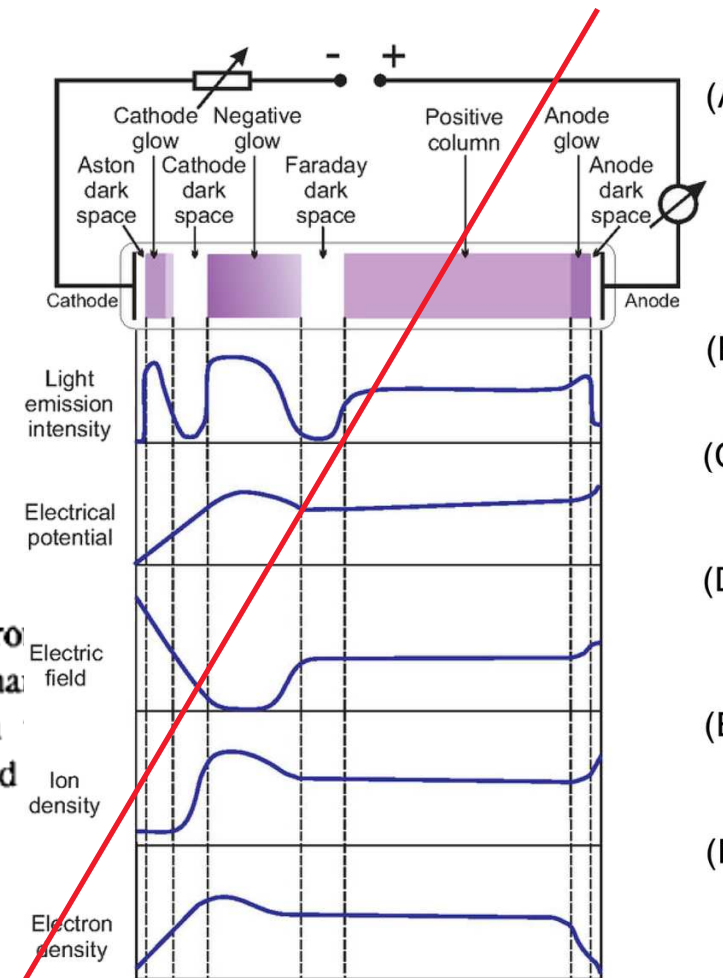 - +
Cathode
glow
Negative
glow
Positive
column
Anode
glow
Aston
dark
space
Cathode
dark
space
Faraday
dark
space
Anode
dark
space
Cathode
Anode
Light
emission
intensity
Electrical
potential
Electric
field
Ion
density
Electron
density
(C
(D
d